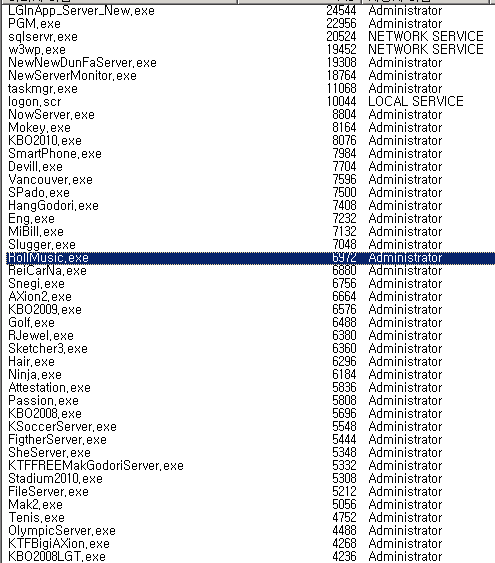 LGInApp_Server_New.exe 24544 Administrator
PGM.exe 22956 Administrator
sqlservr.exe 20524 NETWORK SERVICE
w3wp.exe 19452 NETWORK SERVICE
NewNewDunFaServer.exe 19308 Administrator
NewServerMonitor.exe 18764 Administrator
taskmgr.exe 11068 Administrator
logon.scr 10044 LOCAL SERVICE
NowServer.exe 8804 Administrator
Mokey.exe 8164 Administrator
KBO2010.exe 8076 Administrator
SmartPhone.exe 7984 Administrator
Devill.exe 7704 Administrator
Vancouver.exe 7596 Administrator
SPado.exe 7500 Administrator
HangGodori.exe 7408 Administrator
Eng.exe 7232 Administrator
MiBill.exe 7132 Administrator
Slugger.exe 7048 Administrator
RollMusic.exe 6972 Administrator
ReiCarNa.exe 6880 Administrator
Snegi.exe 6756 Administrator
AXion2.exe 6664 Administrator
KBO2009.exe 6576 Administrator
Golf.exe 6488 Administrator
RJewel.exe 6380 Administrator
Sketcher3.exe 6360 Administrator
Hair.exe 6296 Administrator
Ninja.exe 6184 Administrator
Attestation.exe 5836 Administrator
Passion.exe 5808 Administrator
KBO2008.exe 5696 Administrator
KSoccerServer.exe 5548 Administrator
FigtherServer.exe 5444 Administrator
SheServer.exe 5348 Administrator
KTFFREEMakGodoriServer.exe 5332 Administrator
Stadium2010.exe 5308 Administrator
FileServer.exe 5212 Administrator
Mak2.exe 5056 Administrator
Tenis.exe 4752 Administrator
OlympicServer.exe 4488 Administrator
KTFBigiAXion.exe 4268 Administrator
KBO2008LGT.exe 4236 Administrator